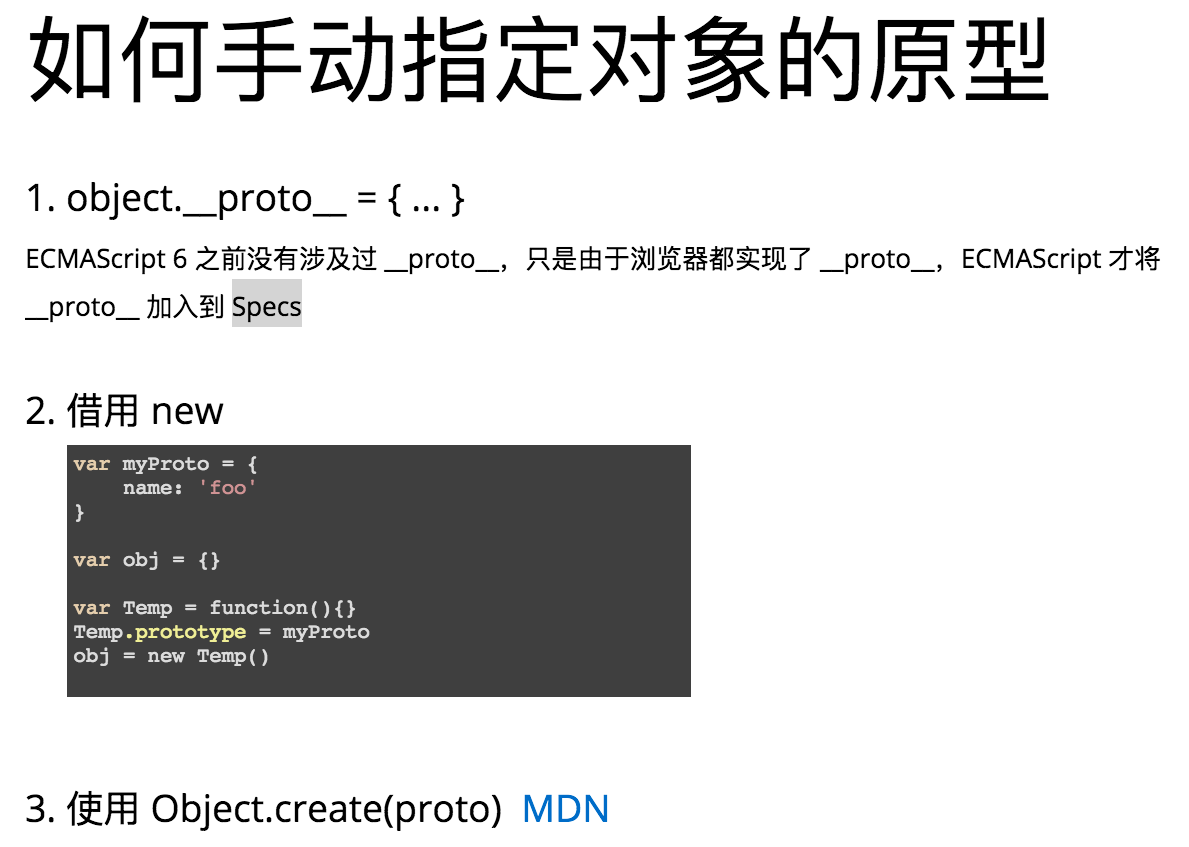 如何手动指定对象的原型
1. object.__proto__ = { ... }
ECMAScript 6 之前没有涉及过 __proto__，只是由于浏览器都实现了 __proto__，ECMAScript 才将
__proto__ 加入到 Specs
2. 借用 new
var myProto = {
    name: 'foo'
}
var obj = {}
var Temp = function(){}
Temp.prototype = myProto
obj = new Temp()
3. 使用 Object.create(proto)  MDN